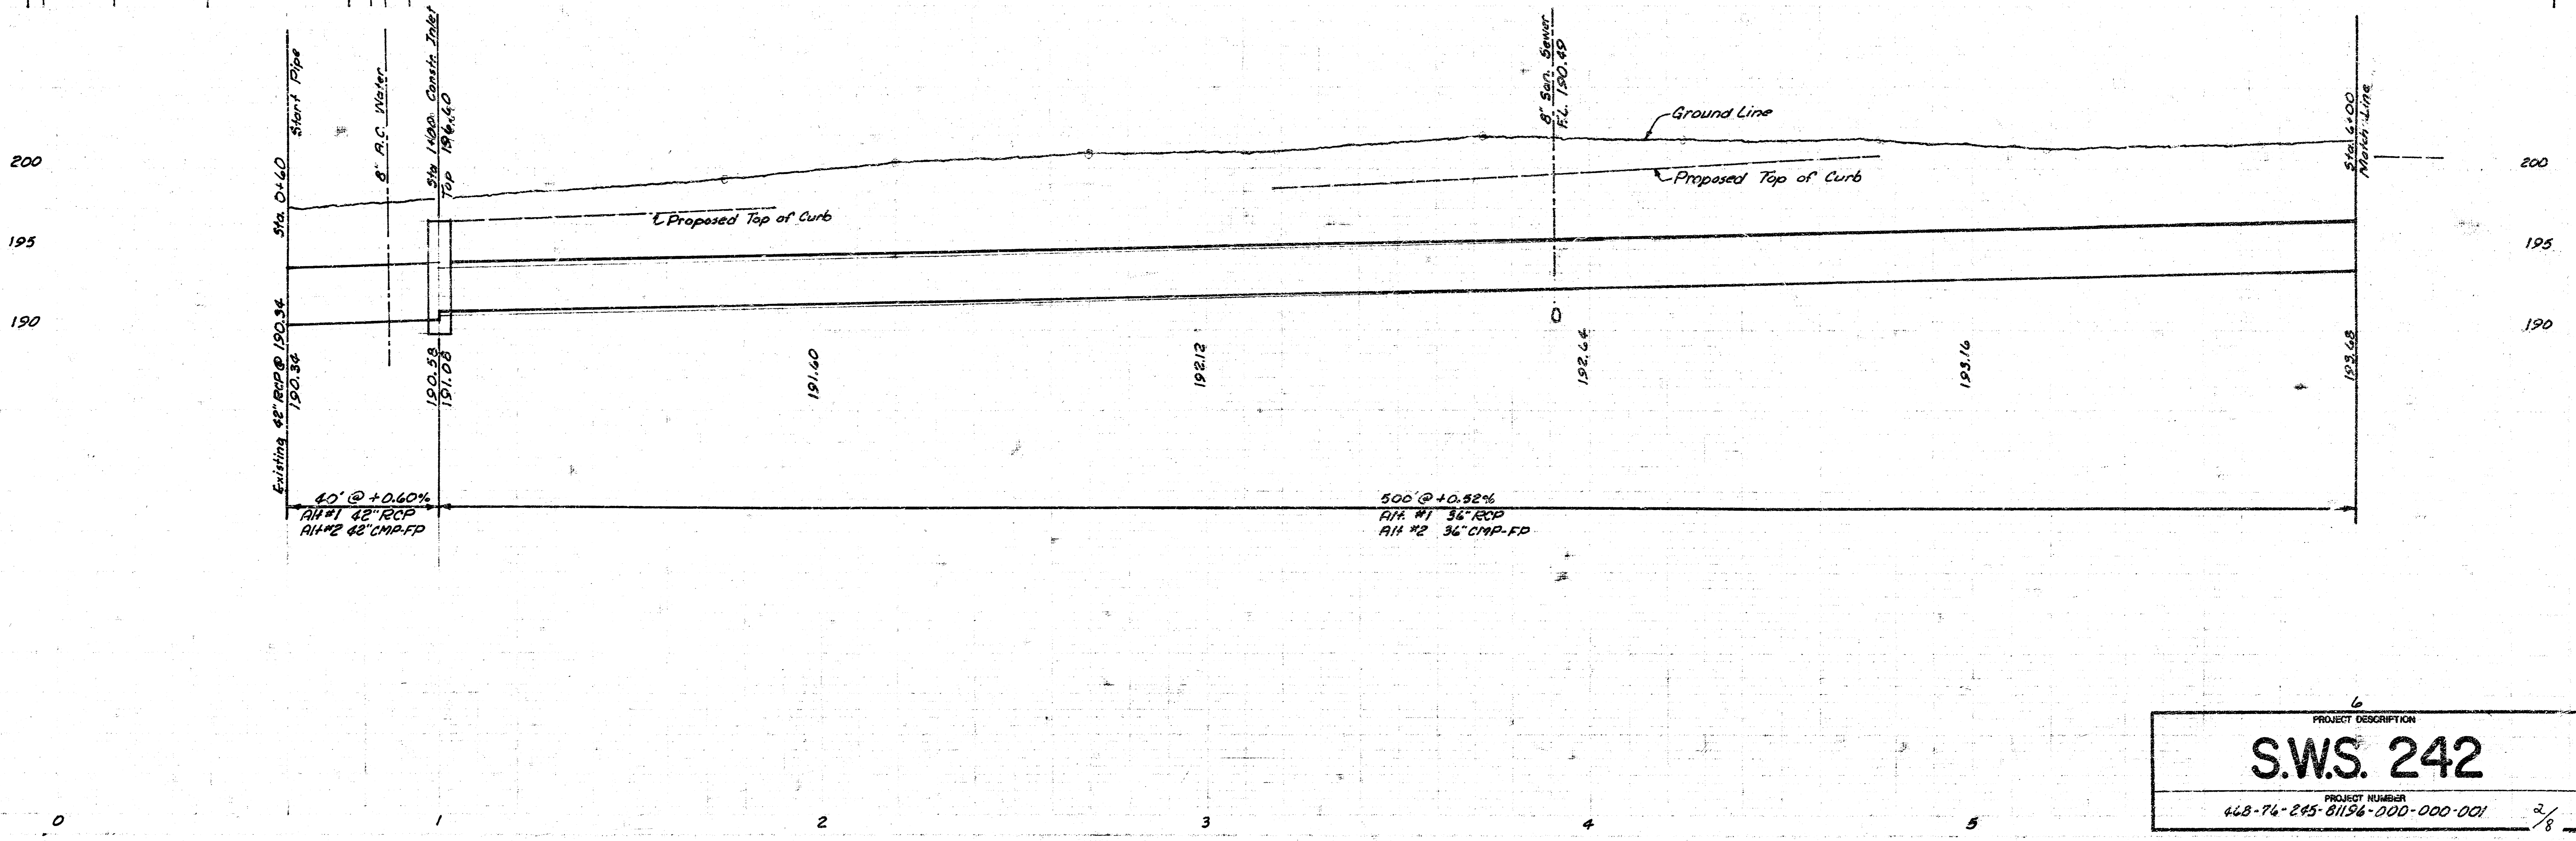 Start Pipe
Sta. 0+60
8" A.C. Water
Sta 1+00 Constr. Inlet
Top 196.60
8" San. Sewer
F.L. 190.49
Sta. 6+00
Match Line
Ground Line
Proposed Top of Curb
Proposed Top of Curb
200
200
195
195
190
190
Existing 42" RCP @ 190.34
190.34
190.58
191.08
191.60
192.12
192.64
193.16
193.68
40' @ +0.60%
Alt #1 42" RCP
Alt #2 42" CMP-FP
500' @ +0.52%
Alt. #1 36" RCP
Alt #2 36" CMP-FP
0
1
2
3
4
5
6
PROJECT DESCRIPTION
S.W.S. 242
PROJECT NUMBER
468-76-245-81196-000-000-001
2/8